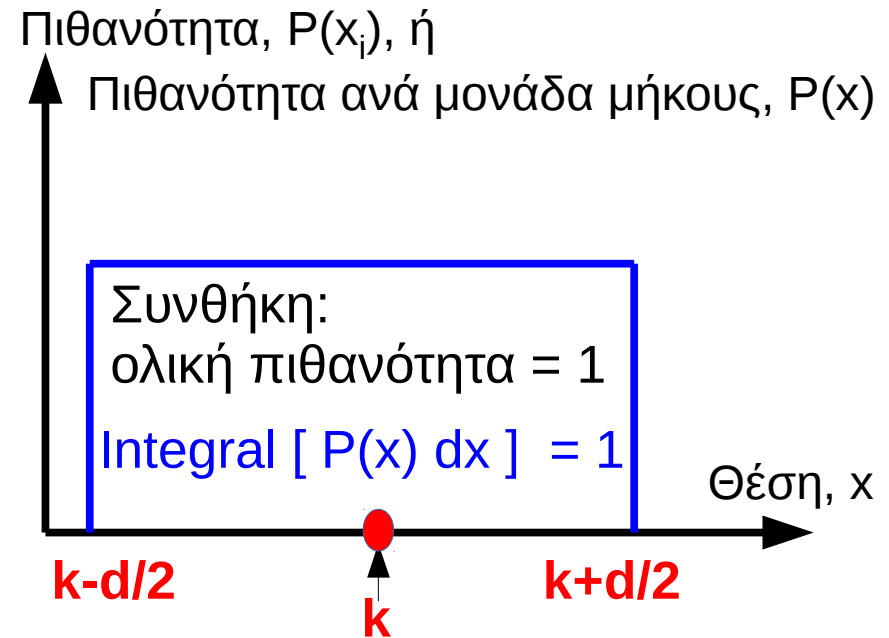 Πιθανότητα, P(xi), ή
Πιθανότητα ανά μονάδα μήκους, P(x)
Συνθήκη:
ολική πιθανότητα = 1
Integral [ P(x) dx ] = 1
Θέση, x
k-d/2
k+d/2
k